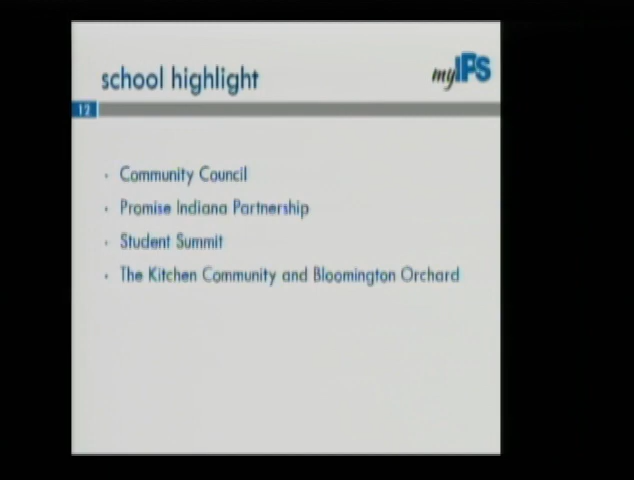 school highlight
myIPS
12
• Community Council
• Promise Indiana Partnership
• Student Summit
• The Kitchen Community and Bloomington Orchard